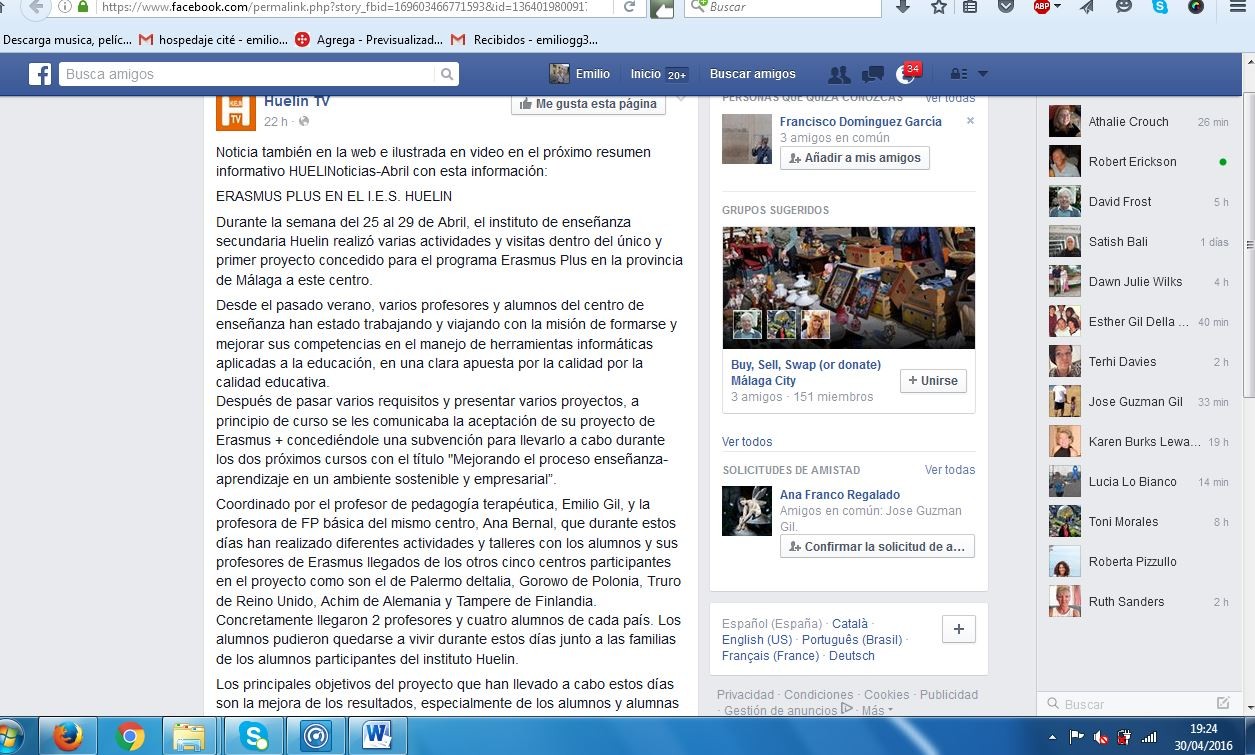 https://www.facebook.com/permalink.php?story_fbid=169603466771593&id=1364019800917
Buscar
ABP
Descarga musica, pelíc...
hospedaje cité - emilio...
Agrega - Previsualizad...
Recibidos - emiliogg3...
Busca amigos
Emilio
Inicio 20+
Buscar amigos
34
Huelin TV
22 h ·
Me gusta esta página
Noticia también en la web e ilustrada en video en el próximo resumen
informativo HUELINoticias-Abril con esta información:
ERASMUS PLUS EN EL I.E.S. HUELIN
Durante la semana del 25 al 29 de Abril, el instituto de enseñanza
secundaria Huelin realizó varias actividades y visitas dentro del único y
primer proyecto concedido para el programa Erasmus Plus en la provincia
de Málaga a este centro.
Desde el pasado verano, varios profesores y alumnos del centro de
enseñanza han estado trabajando y viajando con la misión de formarse y
mejorar sus competencias en el manejo de herramientas informáticas
aplicadas a la educación, en una clara apuesta por la calidad por la
calidad educativa.
Después de pasar varios requisitos y presentar varios proyectos, a
principio de curso se les comunicaba la aceptación de su proyecto de
Erasmus + concediéndole una subvención para llevarlo a cabo durante
los dos próximos cursos con el título "Mejorando el proceso enseñanza-
aprendizaje en un ambiente sostenible y empresarial”.
Coordinado por el profesor de pedagogía terapéutica, Emilio Gil, y la
profesora de FP básica del mismo centro, Ana Bernal, que durante estos
días han realizado diferentes actividades y talleres con los alumnos y sus
profesores de Erasmus llegados de los otros cinco centros participantes
en el proyecto como son el de Palermo deItalia, Gorowo de Polonia, Truro
de Reino Unido, Achim de Alemania y Tampere de Finlandia.
Concretamente llegaron 2 profesores y cuatro alumnos de cada país. Los
alumnos pudieron quedarse a vivir durante estos días junto a las familias
de los alumnos participantes del instituto Huelin.
Los principales objetivos del proyecto que han llevado a cabo estos días
son la mejora de los resultados, especialmente de los alumnos y alumnas
PERSONAS QUE QUIZÁ CONOZCAS
Ver todas
Francisco Domínguez García
3 amigos en común
Añadir a mis amigos
GRUPOS SUGERIDOS
Buy, Sell, Swap (or donate)
Málaga City
3 amigos · 151 miembros
+ Unirse
Ver todos
SOLICITUDES DE AMISTAD
Ver todas
Ana Franco Regalado
Amigos en común: Jose Guzman
Gil.
Confirmar la solicitud de a...
Español (España) · Català ·
English (US) · Português (Brasil) ·
Français (France) · Deutsch
+
Privacidad · Condiciones · Cookies · Publicidad
· Gestión de anuncios · Más
Athalie Crouch 26 min
Robert Erickson
David Frost 5 h
Satish Bali 1 días
Dawn Julie Wilks 4 h
Esther Gil Della ... 40 min
Terhi Davies 2 h
Jose Guzman Gil 33 min
Karen Burks Lewa... 19 h
Lucia Lo Bianco 14 min
Toni Morales 8 h
Roberta Pizzullo
Ruth Sanders 2 h
Buscar
19:24
30/04/2016